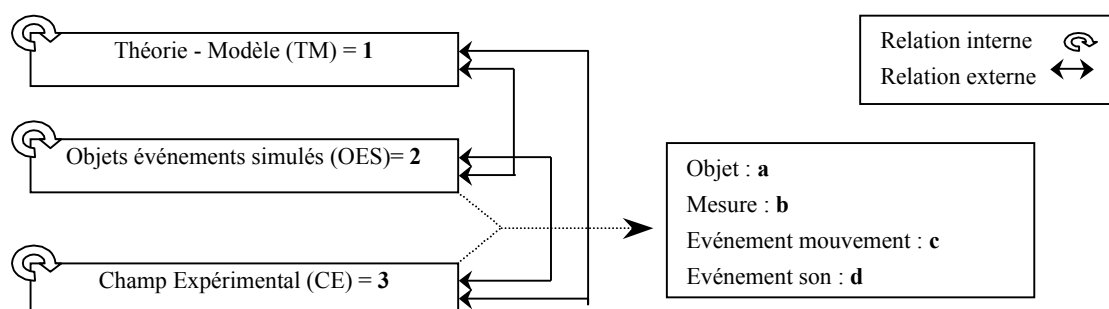 Théorie - Modèle (TM) = 1
Relation interne
Relation externe
Objets événements simulés (OES)= 2
Objet : a
Mesure : b
Evénement mouvement : c
Evénement son : d
Champ Expérimental (CE) = 3